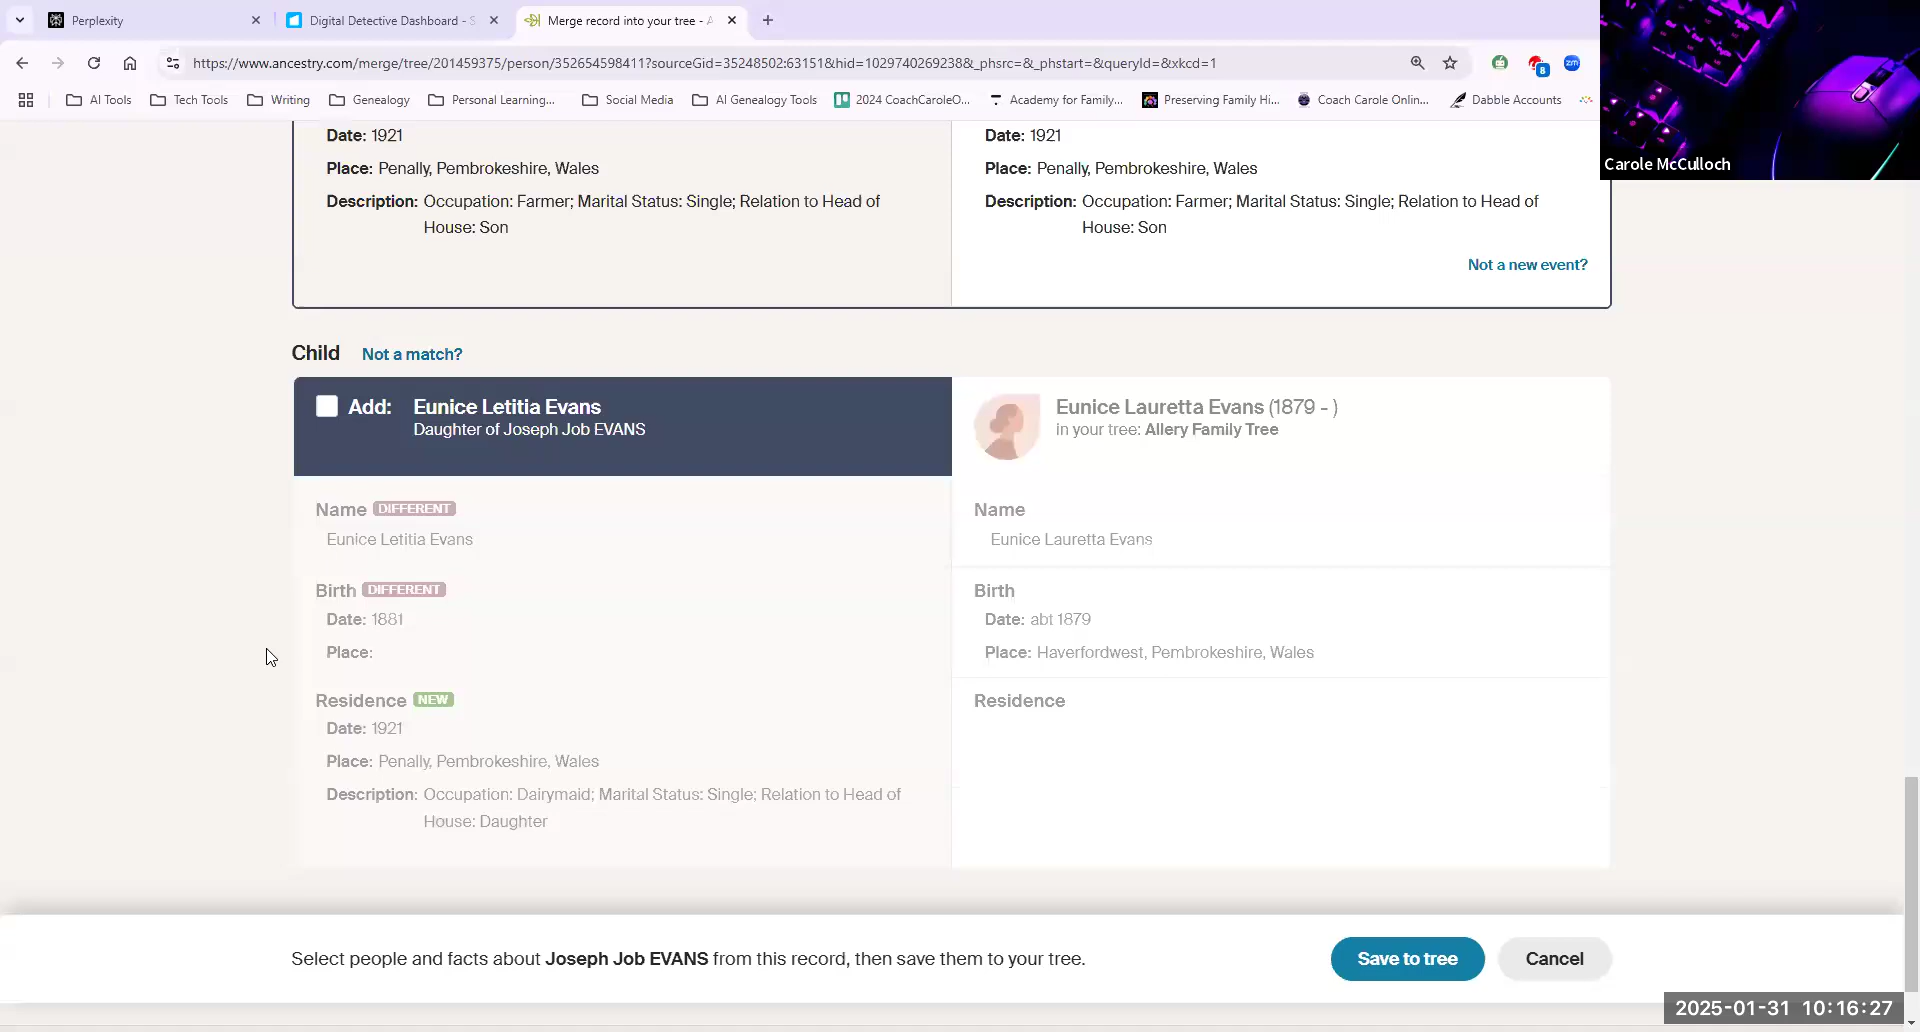 Perplexity
Digital Detective Dashboard - S
Merge record into your tree - A
https://www.ancestry.com/merge/tree/201459375/person/352654598411?sourceGid=35248502:63151&hid=1029740269238&_phsrc=&_phstart=&queryId=&xkcd=1
8
zm
AI Tools
Tech Tools
Writing
Genealogy
Personal Learning...
Social Media
AI Genealogy Tools
2024 CoachCaroleO...
Academy for Family...
Preserving Family Hi...
Coach Carole Onlin...
Dabble Accounts
Carole McCulloch
Date: 1921
Place: Penally, Pembrokeshire, Wales
Description: Occupation: Farmer; Marital Status: Single; Relation to Head of
House: Son
Date: 1921
Place: Penally, Pembrokeshire, Wales
Description: Occupation: Farmer; Marital Status: Single; Relation to Head of
House: Son
Not a new event?
Child Not a match?
Add: Eunice Letitia Evans
Daughter of Joseph Job EVANS
Eunice Lauretta Evans (1879 - )
in your tree: Allery Family Tree
Name DIFFERENT
Eunice Letitia Evans
Name
Eunice Lauretta Evans
Birth DIFFERENT
Date: 1881
Place:
Birth
Date: abt 1879
Place: Haverfordwest, Pembrokeshire, Wales
Residence NEW
Date: 1921
Place: Penally, Pembrokeshire, Wales
Description: Occupation: Dairymaid; Marital Status: Single; Relation to Head of
House: Daughter
Residence
Select people and facts about Joseph Job EVANS from this record, then save them to your tree.
Save to tree
Cancel
2025-01-31 10:16:27